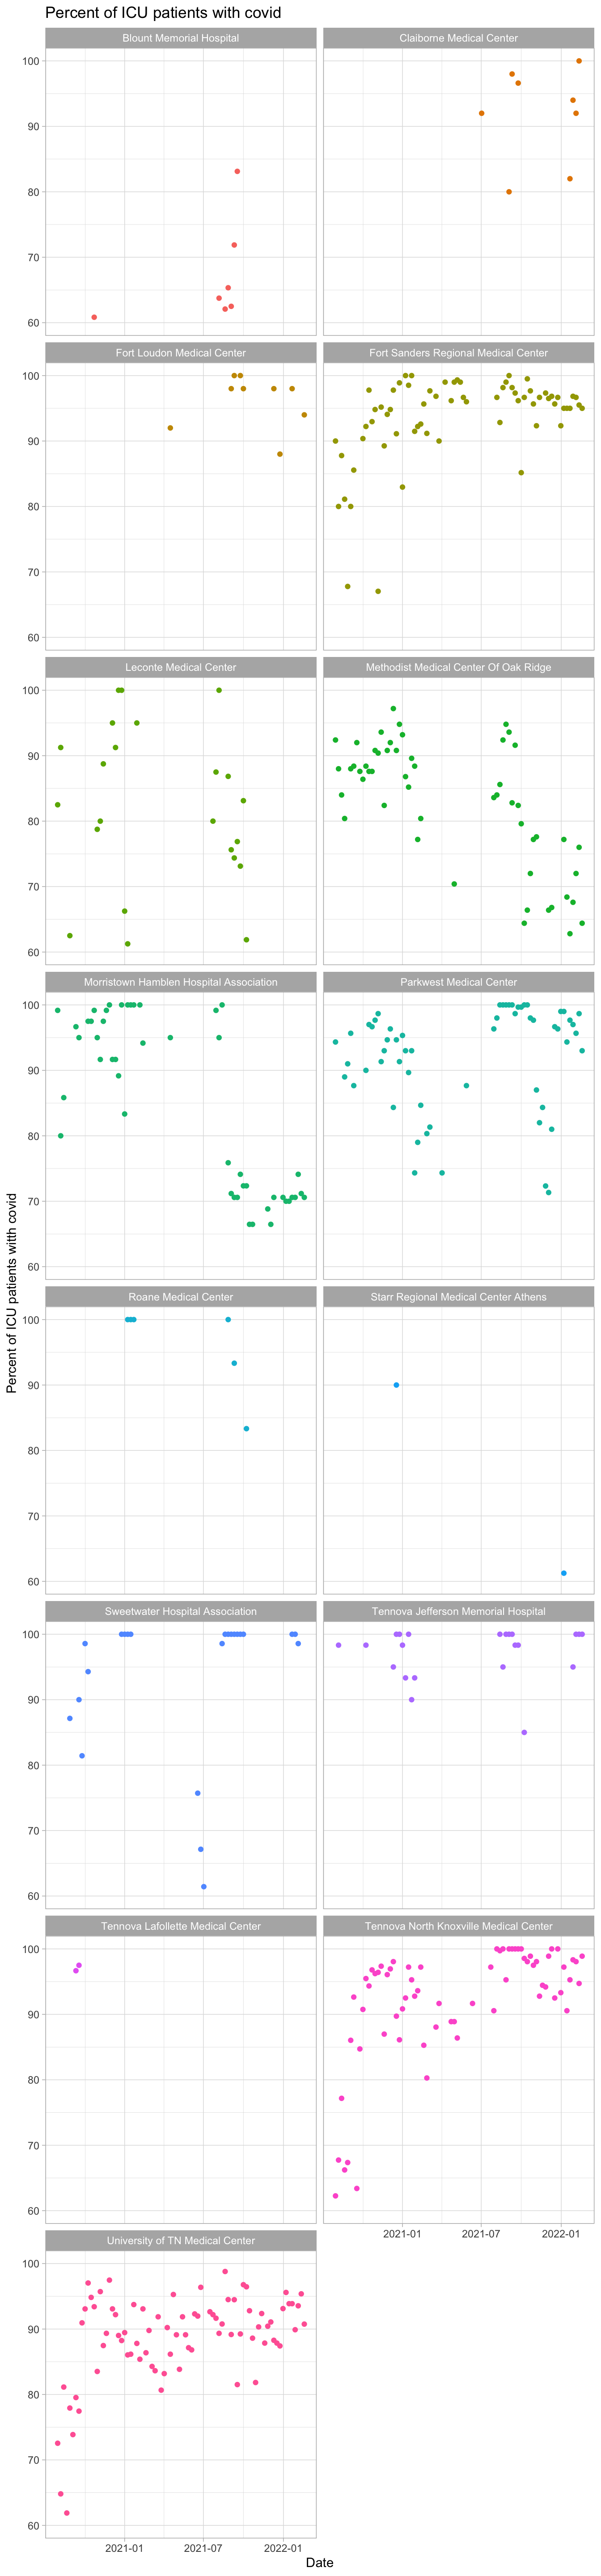 Percent of ICU patients with covid
Blount Memorial Hospital
Claiborne Medical Center
100
90
80
70
60
Fort Loudon Medical Center
Fort Sanders Regional Medical Center
100
90
80
70
60
Leconte Medical Center
Methodist Medical Center Of Oak Ridge
100
90
80
70
60
Morristown Hamblen Hospital Association
Parkwest Medical Center
100
90
80
70
60
Percent of ICU patients witth covid
Roane Medical Center
Starr Regional Medical Center Athens
100
90
80
70
60
Sweetwater Hospital Association
Tennova Jefferson Memorial Hospital
100
90
80
70
60
Tennova Lafollette Medical Center
Tennova North Knoxville Medical Center
100
90
80
70
60
2021-01
2021-07
2022-01
University of TN Medical Center
100
90
80
70
60
2021-01
2021-07
2022-01
Date